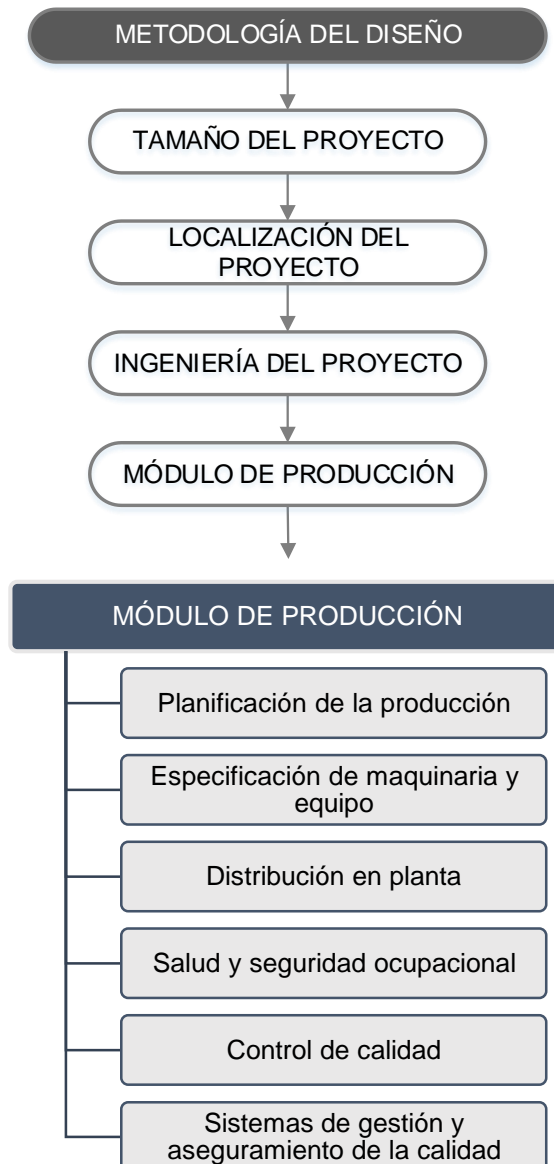 METODOLOGÍA DEL DISEÑO
TAMAÑO DEL PROYECTO
LOCALIZACIÓN DEL
PROYECTO
INGENIERÍA DEL PROYECTO
MÓDULO DE PRODUCCIÓN
MÓDULO DE PRODUCCIÓN
Planificación de la producción
Especificación de maquinaria y
equipo
Distribución en planta
Salud y seguridad ocupacional
Control de calidad
Sistemas de gestión y
aseguramiento de la calidad